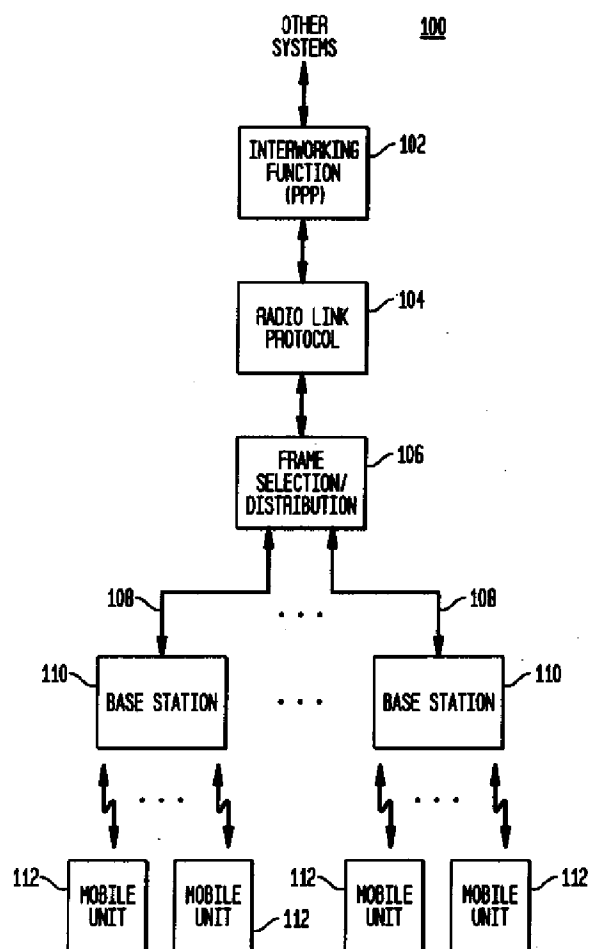 OTHER
SYSTEMS
100
INTERWORKING
FUNCTION
(PPP)
102
RADIO LINK
PROTOCOL
104
FRAME
SELECTION/
DISTRIBUTION
106
108
. . .
108
110
BASE STATION
. . .
BASE STATION
110
. . .
. . .
112
MOBILE
UNIT
MOBILE
UNIT
112
112
MOBILE
UNIT
MOBILE
UNIT
112